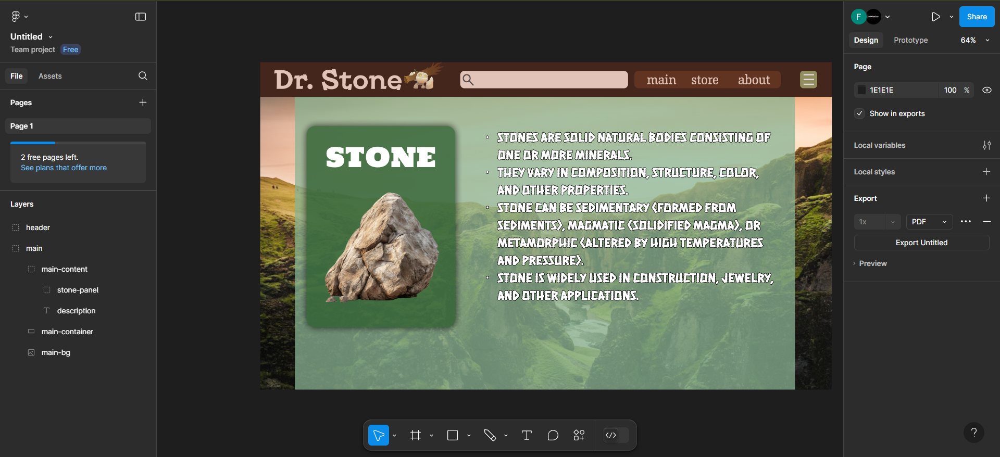 Untitled
Team project Free
File Assets
Pages
Page 1
2 free pages left.
See plans that offer more
Layers
header
main
main-content
stone-panel
T description
main-container
main-bg
Dr. Stone
main store about
STONE
• STONES ARE SOLID NATURAL BODIES CONSISTING OF
ONE OR MORE MINERALS.
• THEY VARY IN COMPOSITION, STRUCTURE, COLOR,
AND OTHER PROPERTIES.
• STONE CAN BE SEDIMENTARY (FORMED FROM
SEDIMENTS), MAGMATIC (SOLIDIFIED MAGMA), OR
METAMORPHIC (ALTERED BY HIGH TEMPERATURES
AND PRESSURE).
• STONE IS WIDELY USED IN CONSTRUCTION, JEWELRY,
AND OTHER APPLICATIONS.
F
Share
Design Prototype 64%
Page
1E1E1E 100 %
Show in exports
Local variables
Local styles
Export
1x PDF
Export Untitled
Preview
?